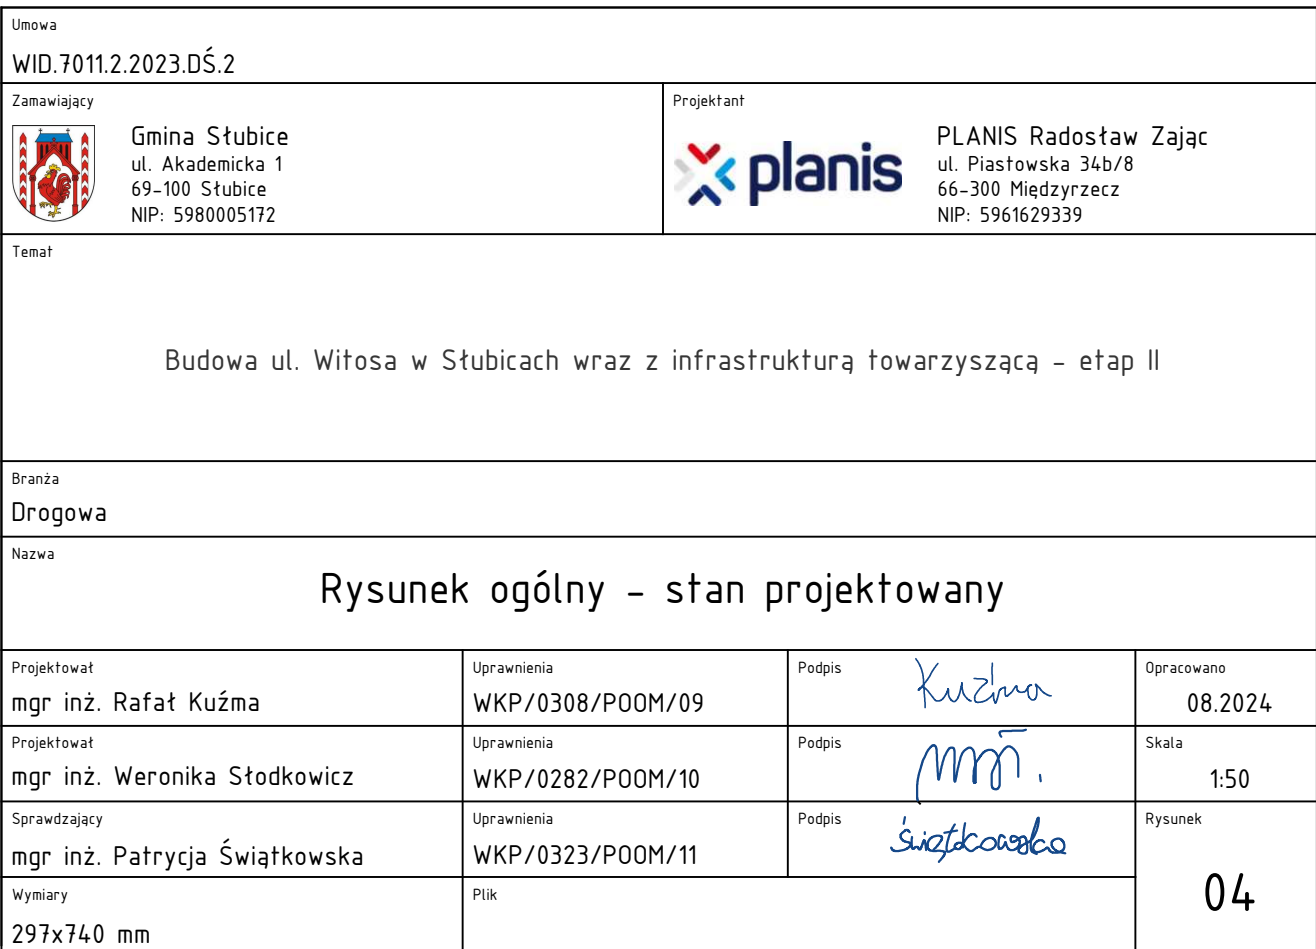 Umowa
WID.7011.2.2023.DŚ.2
Zamawiający
Gmina Słubice
ul. Akademicka 1
69-100 Słubice
NIP: 5980005172
Projektant
planis
PLANIS Radosław Zając
ul. Piastowska 34b/8
66-300 Międzyrzecz
NIP: 5961629339
Temat
Budowa ul. Witosa w Słubicach wraz z infrastrukturą towarzyszącą - etap II
Branża
Drogowa
Nazwa
Rysunek ogólny - stan projektowany
Projektował
mgr inż. Rafał Kuźma
Uprawnienia
WKP/0308/POOM/09
Podpis
Kuźma
Opracowano
08.2024
Projektował
mgr inż. Weronika Słodkowicz
Uprawnienia
WKP/0282/POOM/10
Podpis
Skala
1:50
Sprawdzający
mgr inż. Patrycja Świątkowska
Uprawnienia
WKP/0323/POOM/11
Podpis
Świątkowska
Rysunek
04
Wymiary
297x740 mm
Plik